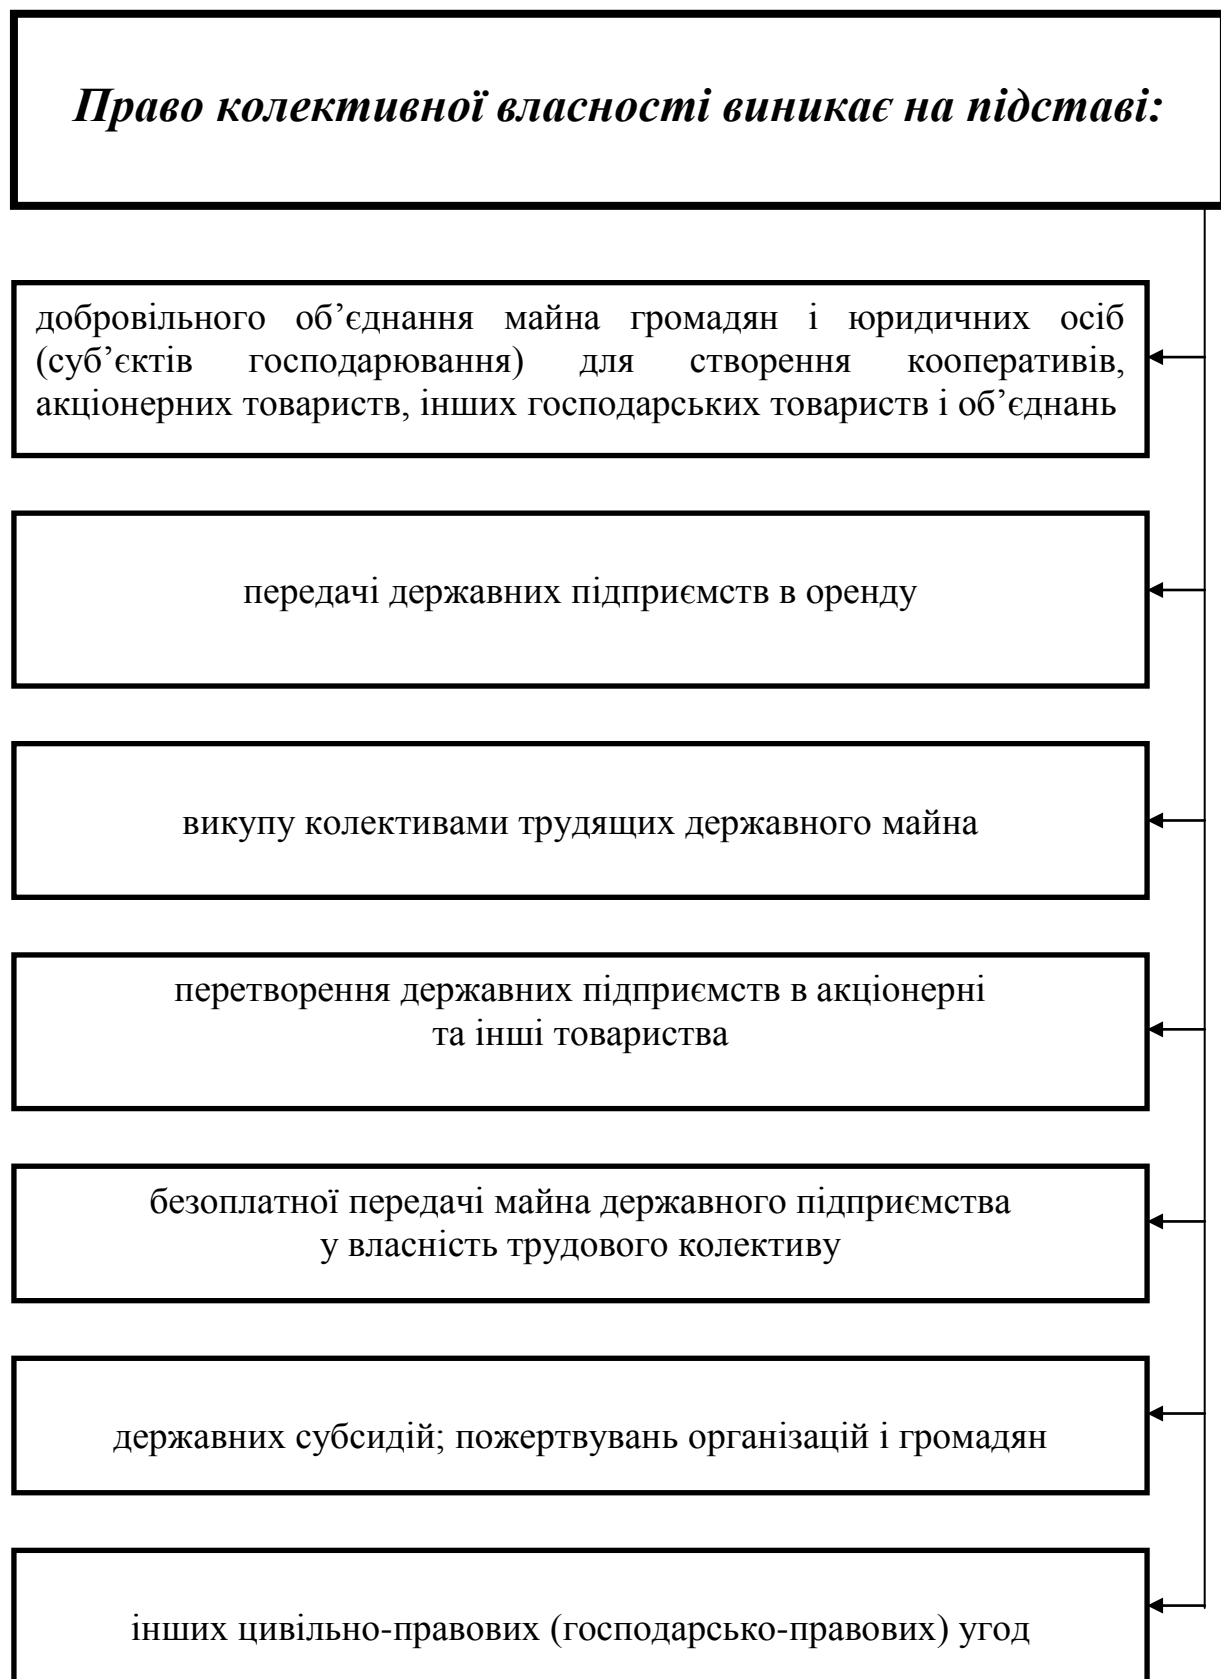 Право колективної власності виникає на підставі:
добровільного об’єднання майна громадян і юридичних осіб
(суб’єктів господарювання) для створення кооперативів,
акціонерних товариств, інших господарських товариств і об’єднань
передачі державних підприємств в оренду
викупу колективами трудящих державного майна
перетворення державних підприємств в акціонерні
та інші товариства
безоплатної передачі майна державного підприємства
у власність трудового колективу
державних субсидій; пожертвувань організацій і громадян
інших цивільно-правових (господарсько-правових) угод